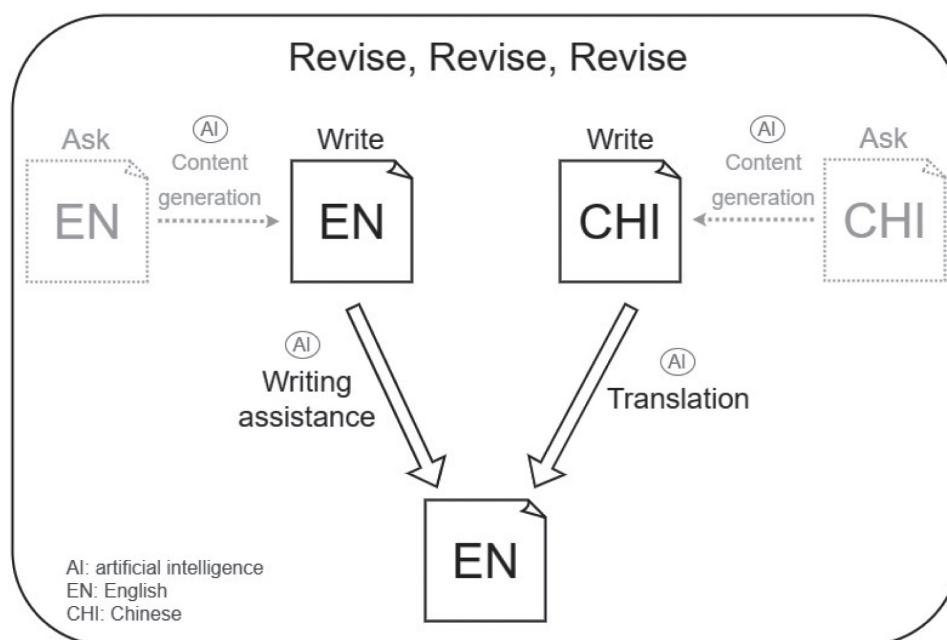 Revise, Revise, Revise
Ask
AI
Content
generation
EN
Write
EN
Write
CHI
AI
Content
generation
Ask
CHI
AI
Writing
assistance
AI
Translation
EN
AI: artificial intelligence
EN: English
CHI: Chinese